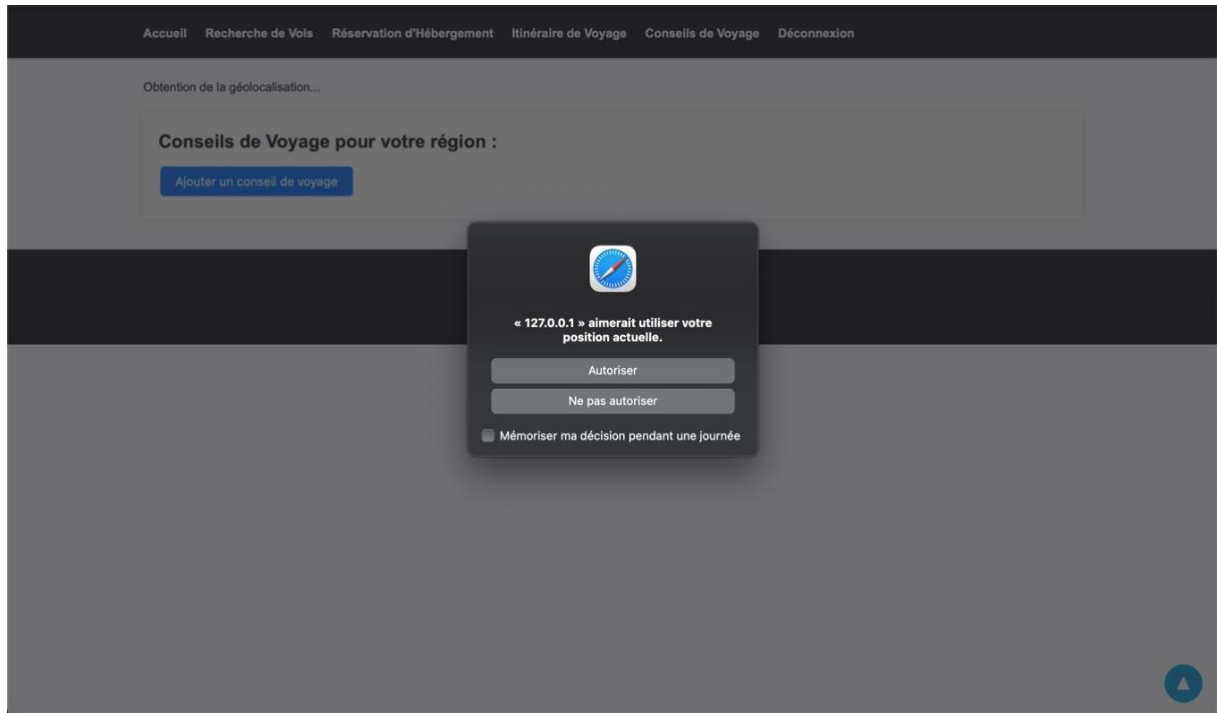 Accueil Recherche de Vols Réservation d'Hébergement Itinéraire de Voyage Conseils de Voyage Déconnexion
Obtention de la géolocalisation...
Conseils de Voyage pour votre région :
Ajouter un conseil de voyage
« 127.0.0.1 » aimerait utiliser votre
position actuelle.
Autoriser
Ne pas autoriser
Mémoriser ma décision pendant une journée